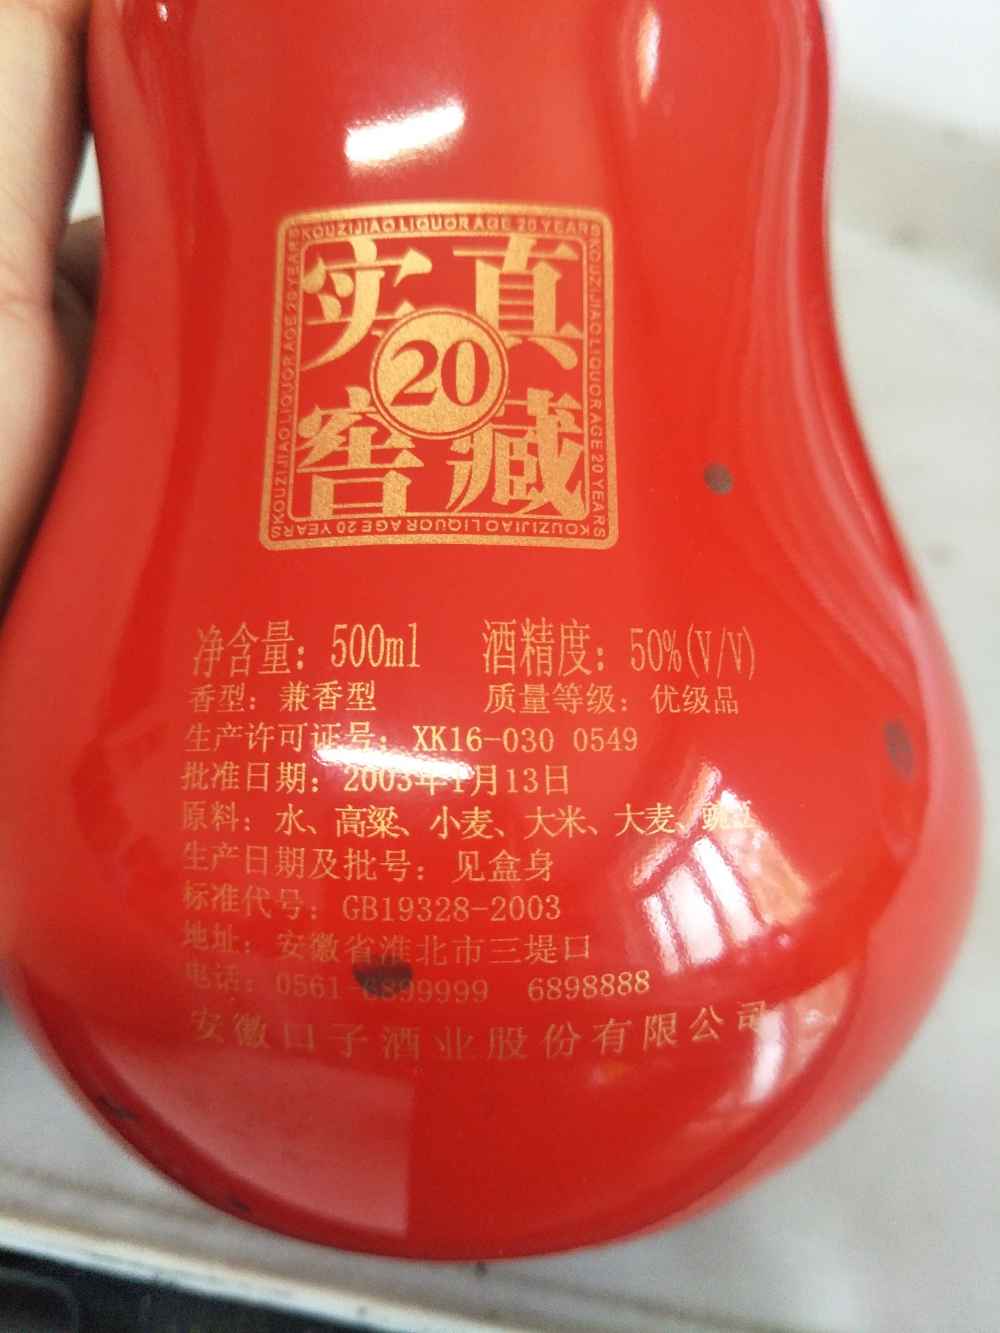 KOUZIJIAO LIQUOR AGE 20 YEARS
KOUZIJIAO LIQUOR AGE 20 YEARS
KOUZIJIAO LIQUOR AGE 20 YEARS
KOUZIJIAO LIQUOR AGE 20 YEARS
真藏
实窖
20
净含量：500ml 酒精度：50%(V/V)
香型：兼香型 质量等级：优级品
生产许可证号：XK16-030 0549
批准日期：2003年1月13日
原料：水、高粱、小麦、大米、大麦、豌豆
生产日期及批号：见盒身
标准代号：GB19328-2003
地址：安徽省淮北市三堤口
电话：0561-6899999 6898888
安徽口子酒业股份有限公司